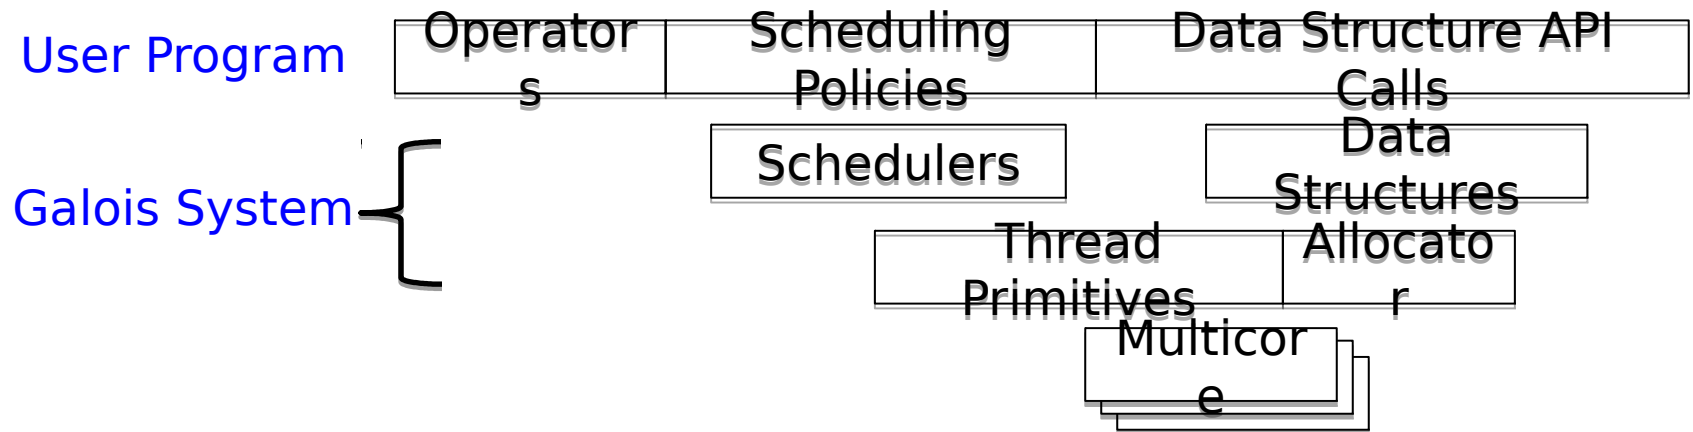 User Program
Operator
s
Scheduling
Policies
Data Structure API
Calls
Galois System
Schedulers
Data
Structures
Thread
Primitives
Allocato
r
Multicor
e